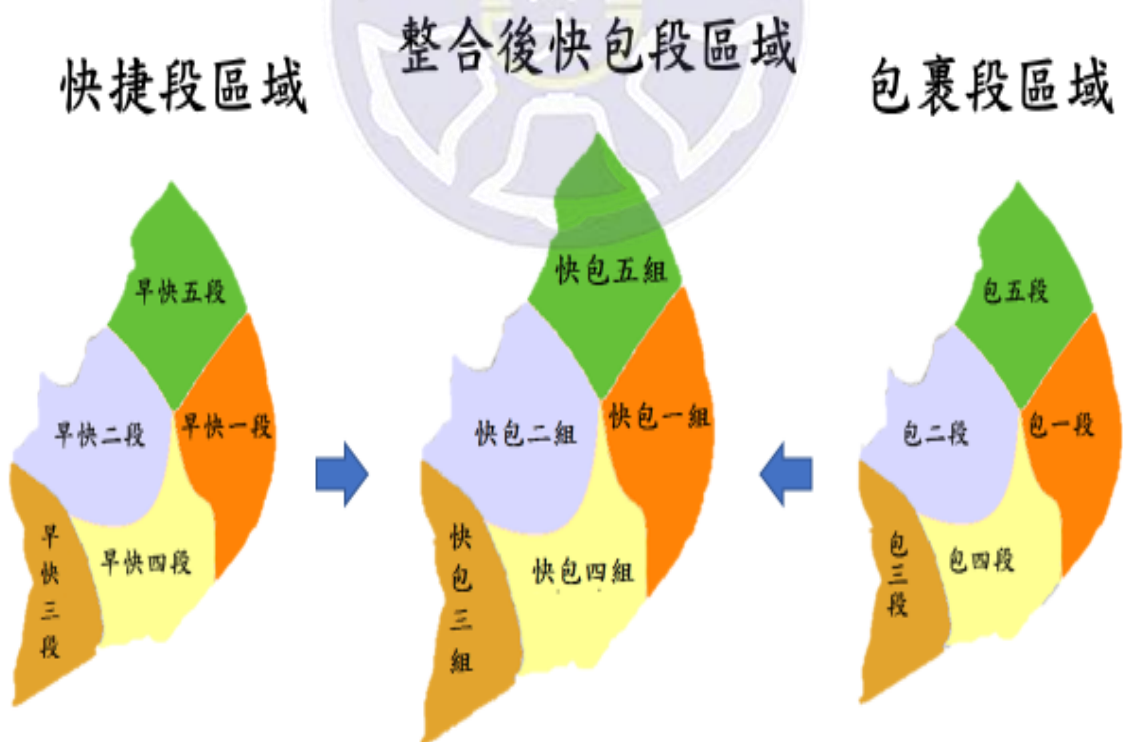 快捷段區域
整合後快包段區域
包裹段區域
早快五段
早快二段
早快一段
早快三段
早快四段
快包五組
快包二組
快包一組
快包三組
快包四組
包五段
包二段
包一段
包三段
包四段